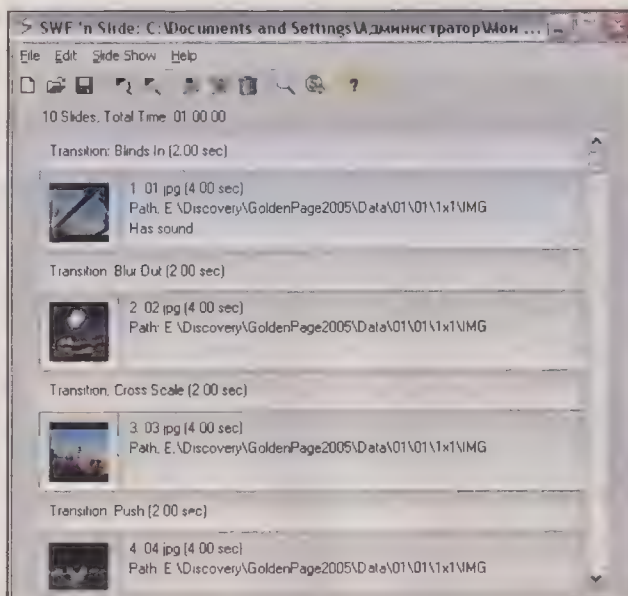 SWF 'n Slide: C:\Documents and Settings\Администратор\Мои ...
File Edit Slide Show Help
10 Slides, Total Time: 01 00 00
Transition: Blinds In (2.00 sec)
1 01 jpg (4 00 sec)
Path. E \Discovery\GoldenPage2005\Data\01\01\1x1\IMG
Has sound
Transition Blur Out (2 00 sec)
2 02 jpg (4 00 sec)
Path: E \Discovery\GoldenPage2005\Data\01\01\1x1\IMG
Transition. Cross Scale (2 00 sec)
3 03 jpg (4 00 sec)
Path. E.\Discovery\GoldenPage2005\Data\01\01\1x1\IMG
Transition Push (2 00 sec)
4 04 jpg (4 00 sec)
Path E \Discovery\GoldenPage2005\Data\01\01\1x1\IMG